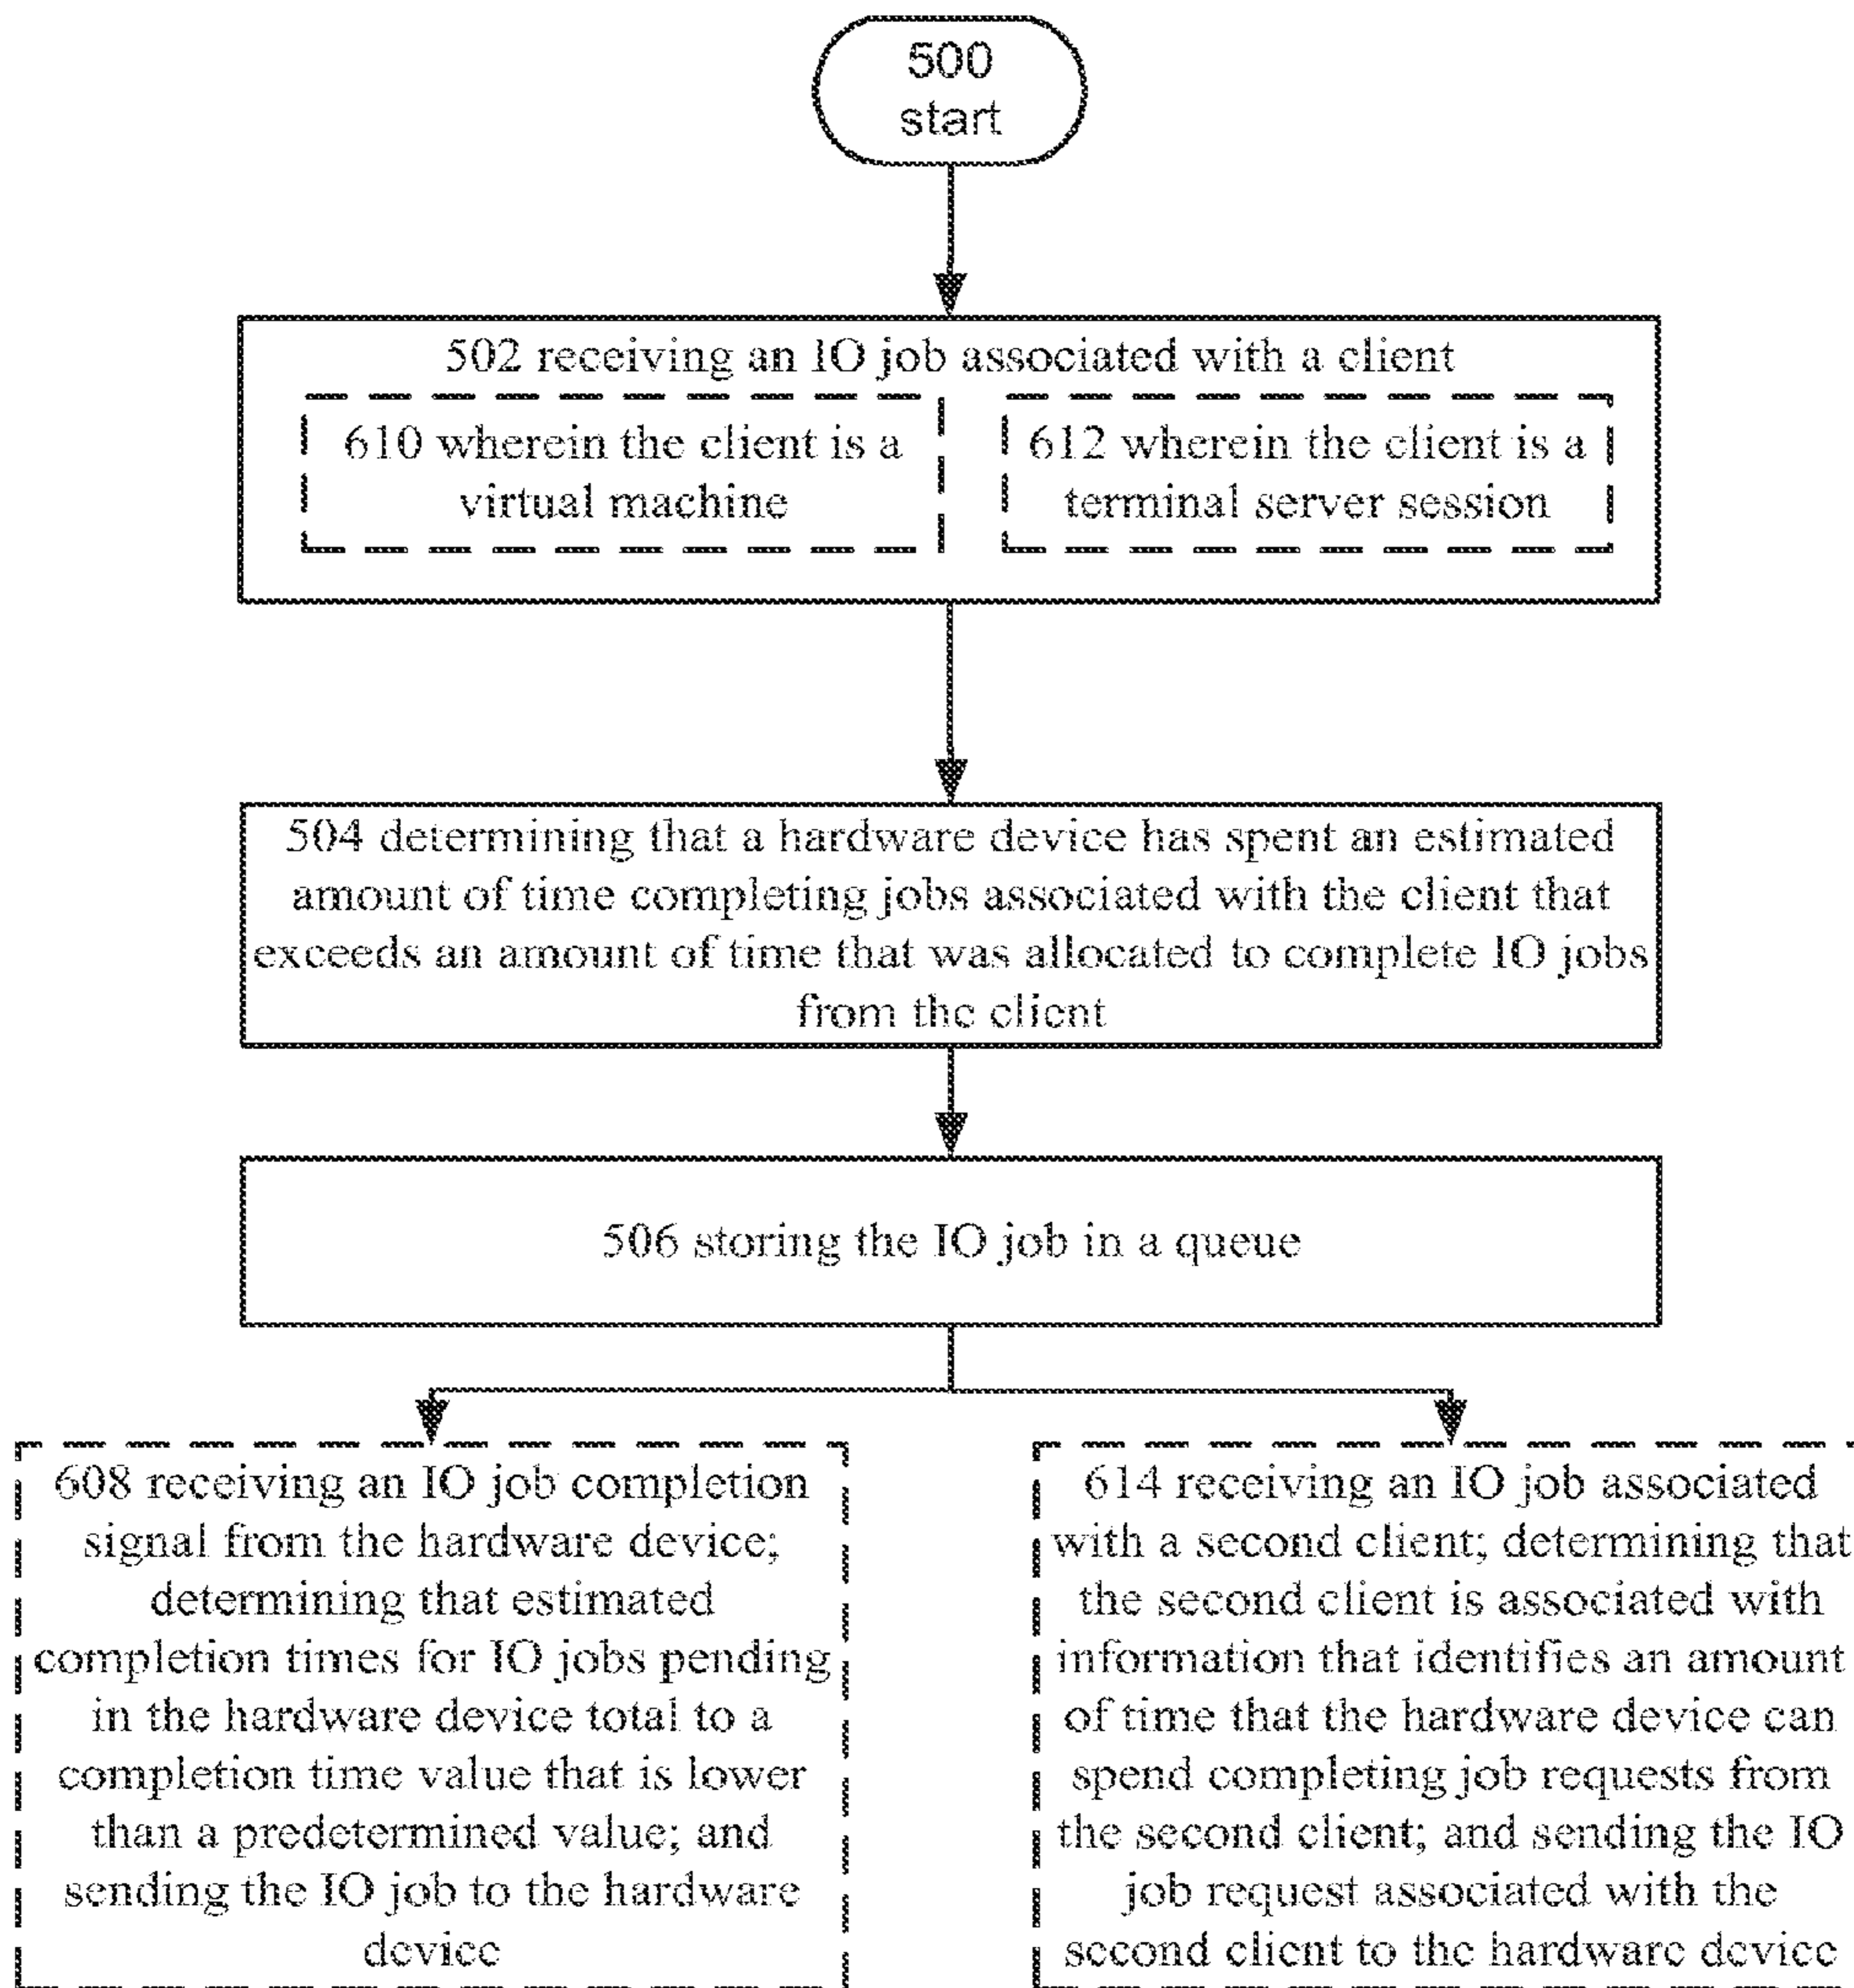 500
start
502 receiving an IO job associated with a client
610 wherein the client is a
virtual machine
612 wherein the client is a
terminal server session
504 determining that a hardware device has spent an estimated
amount of time completing jobs associated with the client that
exceeds an amount of time that was allocated to complete IO jobs
from the client
506 storing the IO job in a queue
608 receiving an IO job completion
signal from the hardware device;
determining that estimated
completion times for IO jobs pending
in the hardware device total to a
completion time value that is lower
than a predetermined value; and
sending the IO job to the hardware
device
614 receiving an IO job associated
with a second client; determining that
the second client is associated with
information that identifies an amount
of time that the hardware device can
spend completing job requests from
the second client; and sending the IO
job request associated with the
second client to the hardware device